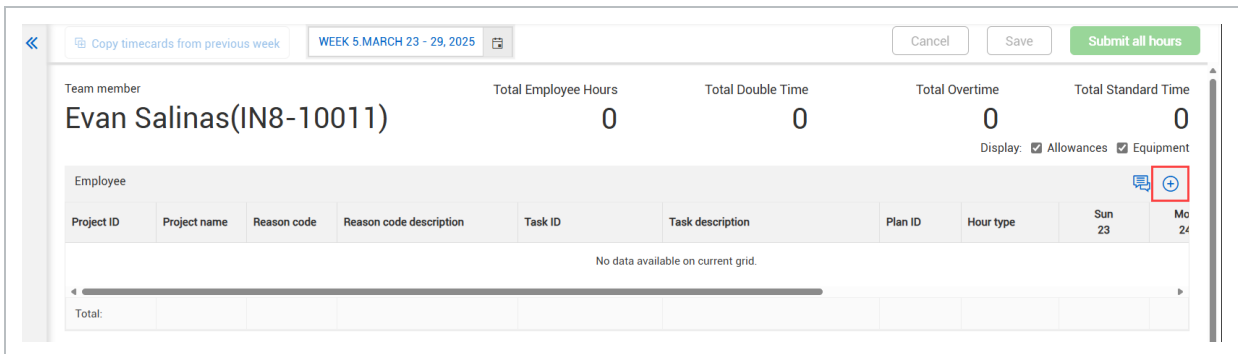 Copy timecards from previous week
WEEK 5.MARCH 23 - 29, 2025
Cancel
Save
Submit all hours
Team member
Evan Salinas(IN8-10011)
Total Employee Hours
0
Total Double Time
0
Total Overtime
0
Total Standard Time
0
Display: Allowances Equipment
Employee
Project ID Project name Reason code Reason code description Task ID Task description Plan ID Hour type Sun 23 Mo 24
No data available on current grid.
Total: